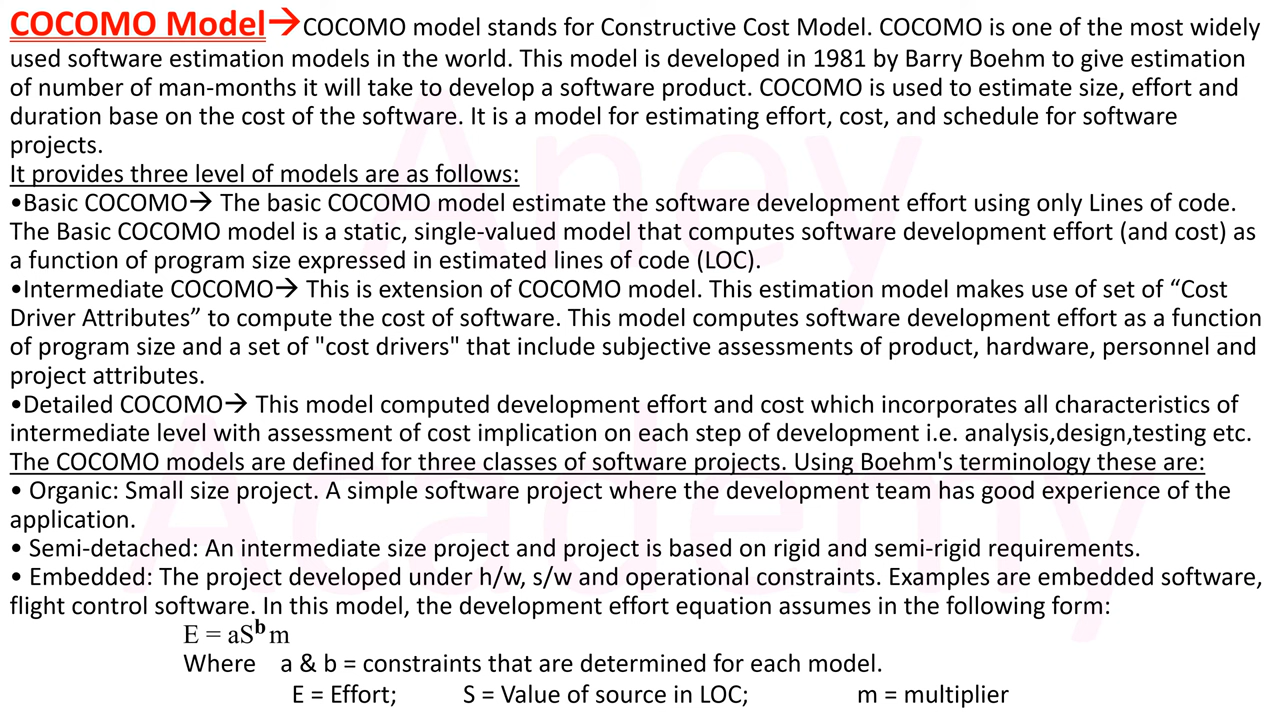 COCOMO Model→COCOMO model stands for Constructive Cost Model. COCOMO is one of the most widely
used software estimation models in the world. This model is developed in 1981 by Barry Boehm to give estimation
of number of man-months it will take to develop a software product. COCOMO is used to estimate size, effort and
duration base on the cost of the software. It is a model for estimating effort, cost, and schedule for software
projects.
It provides three level of models are as follows:
•Basic COCOMO→ The basic COCOMO model estimate the software development effort using only Lines of code.
The Basic COCOMO model is a static, single-valued model that computes software development effort (and cost) as
a function of program size expressed in estimated lines of code (LOC).
•Intermediate COCOMO→ This is extension of COCOMO model. This estimation model makes use of set of “Cost
Driver Attributes” to compute the cost of software. This model computes software development effort as a function
of program size and a set of "cost drivers" that include subjective assessments of product, hardware, personnel and
project attributes.
•Detailed COCOMO→ This model computed development effort and cost which incorporates all characteristics of
intermediate level with assessment of cost implication on each step of development i.e. analysis,design,testing etc.
The COCOMO models are defined for three classes of software projects. Using Boehm's terminology these are:
• Organic: Small size project. A simple software project where the development team has good experience of the
application.
• Semi-detached: An intermediate size project and project is based on rigid and semi-rigid requirements.
• Embedded: The project developed under h/w, s/w and operational constraints. Examples are embedded software,
flight control software. In this model, the development effort equation assumes in the following form:
E = aSᵇm
Where a & b = constraints that are determined for each model.
E = Effort; S = Value of source in LOC; m = multiplier
Aney
Academy